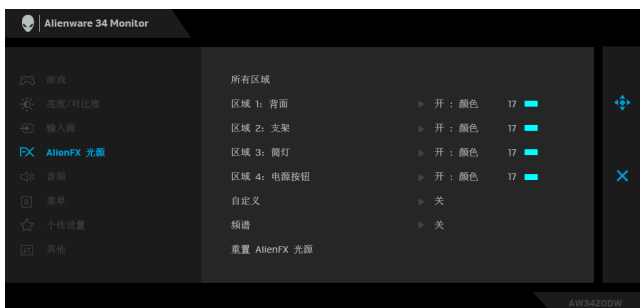 Alienware 34 Monitor
游戏
亮度/对比度
输入源
FX AlienFX 光源
音频
菜单
个性设置
其他
所有区域
区域 1: 背面 开 : 颜色 17
区域 2: 支架 开 : 颜色 17
区域 3: 筒灯 开 : 颜色 17
区域 4: 电源按钮 开 : 颜色 17
自定义 关
频谱 关
重置 AlienFX 光源
AW3420DW